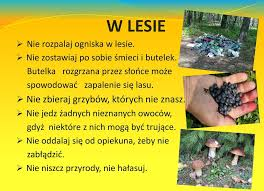 W LESIE
➢ Nie rozpalaj ogniska w lesie.
➢ Nie zostawiaj po sobie śmieci i butelek.
Butelka rozgrzana przez słońce może
spowodować zapalenie się lasu.
➢ Nie zbieraj grzybów, których nie znasz.
➢ Nie jedz żadnych nieznanych owoców,
gdyż niektóre z nich mogą być trujące.
➢ Nie oddalaj się od opiekuna, żeby nie
zabłądzić.
➢ Nie niszcz przyrody, nie hałasuj.